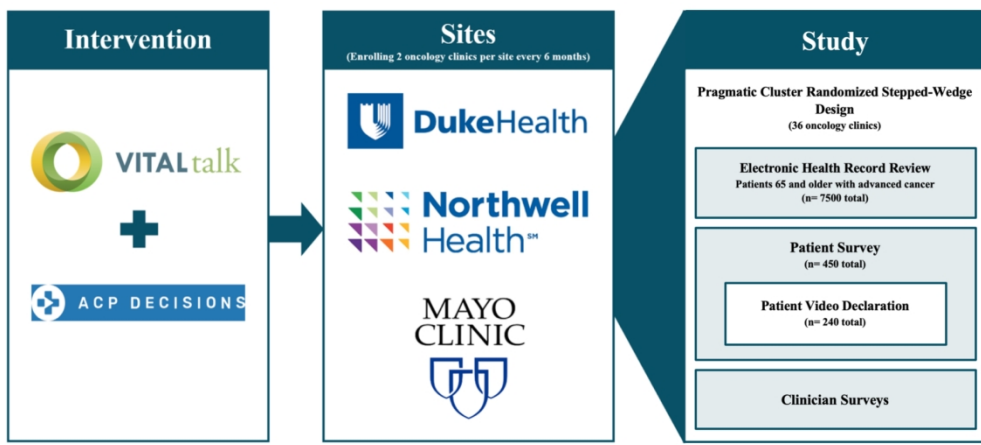 Intervention
VITALtalk
ACP DECISIONS
Sites
(Enrolling 2 oncology clinics per site every 6 months)
DukeHealth
Northwell
Health℠
MAYO
CLINIC
Study
Pragmatic Cluster Randomized Stepped-Wedge
Design
(36 oncology clinics)
Electronic Health Record Review
Patients 65 and older with advanced cancer
(n= 7500 total)
Patient Survey
(n= 450 total)
Patient Video Declaration
(n= 240 total)
Clinician Surveys